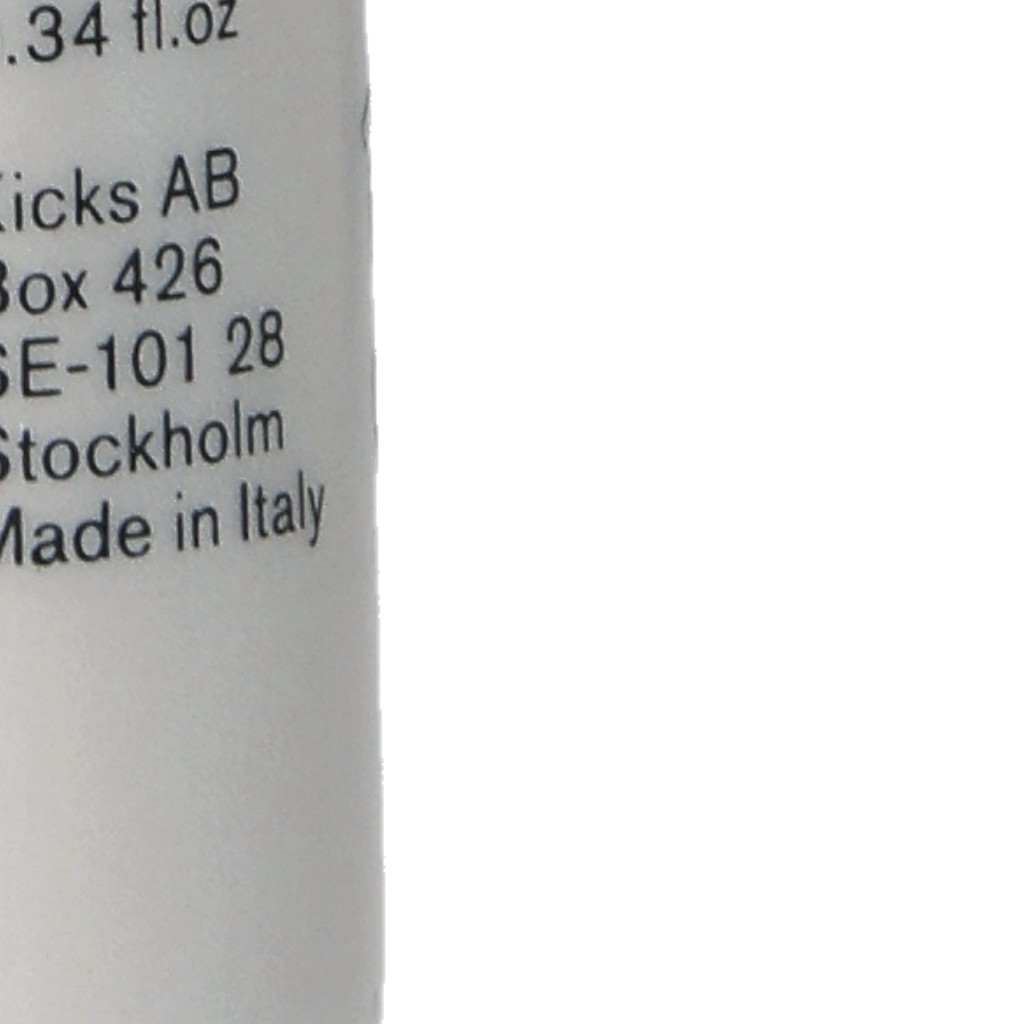 .34 fl.oz
Kicks AB
Box 426
SE-101 28
Stockholm
Made in Italy